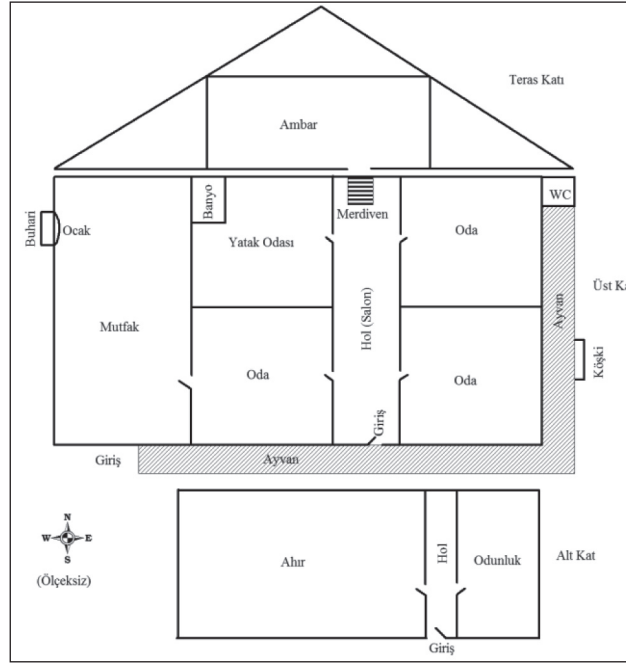 Teras Katı
Ambar
Banyo
Merdiven
WC
Buhari
Ocak
Yatak Odası
Oda
Hol (Salon)
Ayvan
Üst Ka
Mutfak
Oda
Oda
Köşki
Giriş
Giriş
Ayvan
N
W
E
S
(Ölçeksiz)
Ahır
Hol
Odunluk
Alt Kat
Giriş